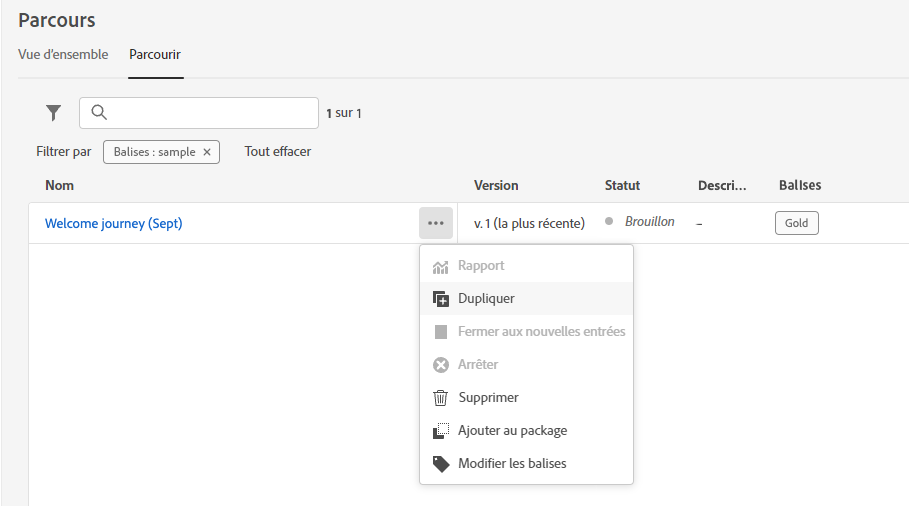 Parcours
Vue d'ensemble Parcourir
1 sur 1
Filtrer par Balises : sample × Tout effacer
Nom Version Statut Descri... Balises
Welcome journey (Sept) ••• v. 1 (la plus récente) Brouillon –
Gold
Rapport
Dupliquer
Fermer aux nouvelles entrées
Arrêter
Supprimer
Ajouter au package
Modifier les balises